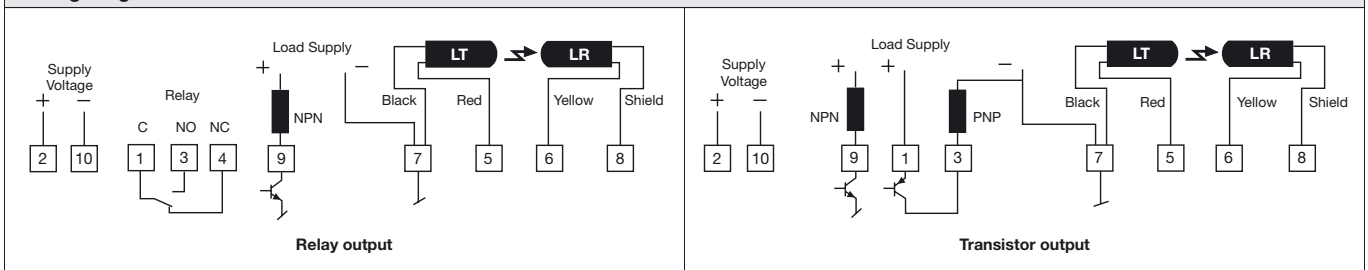 Supply
Voltage
+ −
Relay
C NO NC
Load Supply
+ −
NPN
LT LR
Black Red Yellow Shield
2 10 1 3 4 9 7 5 6 8
Relay output
Supply
Voltage
+ −
Load Supply
+ + −
NPN PNP
LT LR
Black Red Yellow Shield
2 10 9 1 3 7 5 6 8
Transistor output